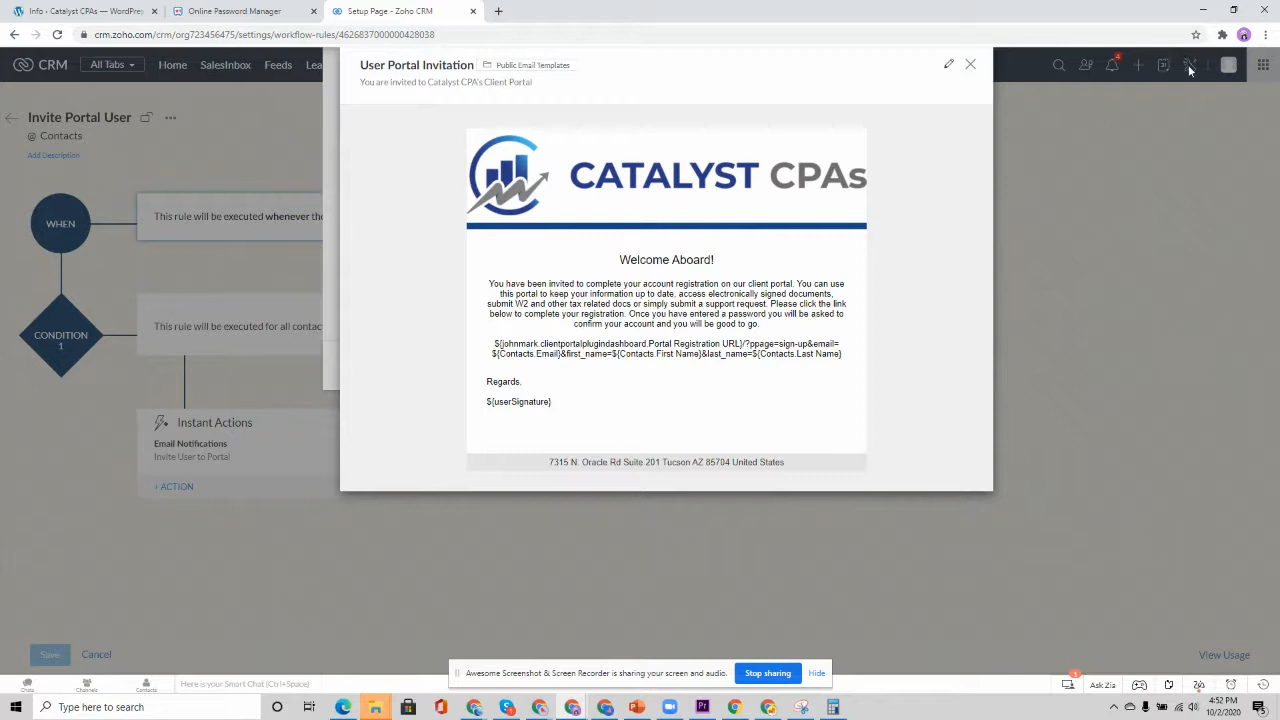 Info ‹ Catalyst CPAs — WordPres
Online Password Manager
Setup Page - Zoho CRM
crm.zoho.com/crm/org723456475/settings/workflow-rules/4626837000000428038
CRM
All Tabs
Home
SalesInbox
Feeds
Lea
4
User Portal Invitation
Public Email Templates
You are invited to Catalyst CPA's Client Portal
Invite Portal User
@ Contacts
Add Description
WHEN
This rule will be executed whenever the
CONDITION
1
This rule will be executed for all contac
Instant Actions
Email Notifications
Invite User to Portal
+ ACTION
CATALYST CPAs
Welcome Aboard!
You have been invited to complete your account registration on our client portal. You can use
this portal to keep your information up to date, access electronically signed documents,
submit W2 and other tax related docs or simply submit a support request. Please click the link
below to complete your registration. Once you have entered a password you will be asked to
confirm your account and you will be good to go.
${johnmark.clientportalplugindashboard.Portal Registration URL}/?ppage=sign-up&email=
${Contacts.Email}&first_name=${Contacts.First Name}&last_name=${Contacts.Last Name}
Regards,
${userSignature}
7315 N. Oracle Rd Suite 201 Tucson AZ 85704 United States
Save
Cancel
View Usage
Awesome Screenshot & Screen Recorder is sharing your screen and audio.
Stop sharing
Hide
Chats
Channels
Contacts
Here is your Smart Chat (Ctrl+Space)
1
Ask Zia
Type here to search
4:52 PM
10/2/2020